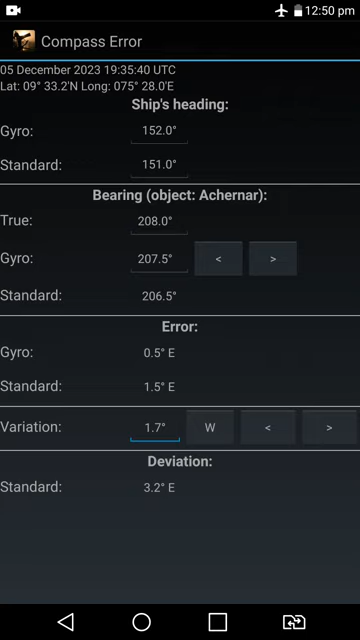 12:50 pm
Compass Error
05 December 2023 19:35:40 UTC
Lat: 09° 33.2'N Long: 075° 28.0'E
Ship's heading:
Gyro: 152.0°
Standard: 151.0°
Bearing (object: Achernar):
True: 208.0°
Gyro: 207.5° < >
Standard: 206.5°
Error:
Gyro: 0.5° E
Standard: 1.5° E
Variation: 1.7° W < >
Deviation:
Standard: 3.2° E